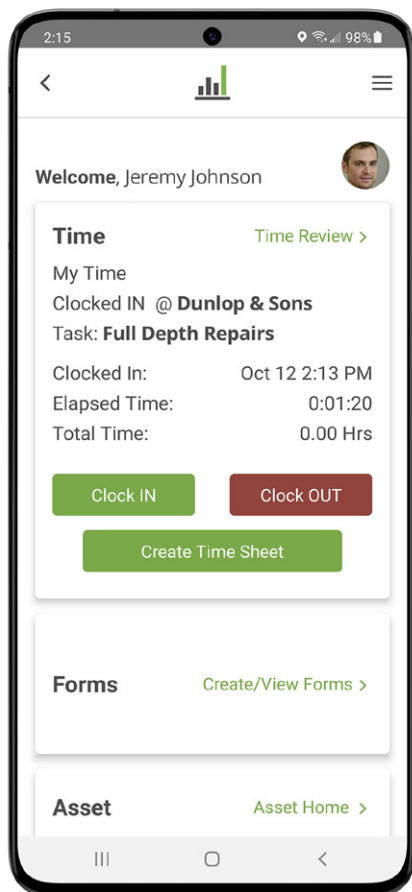 2:15 98%
Welcome, Jeremy Johnson
Time Time Review >
My Time
Clocked IN @ Dunlop & Sons
Task: Full Depth Repairs
Clocked In: Oct 12 2:13 PM
Elapsed Time: 0:01:20
Total Time: 0.00 Hrs
Clock IN Clock OUT
Create Time Sheet
Forms Create/View Forms >
Asset Asset Home >